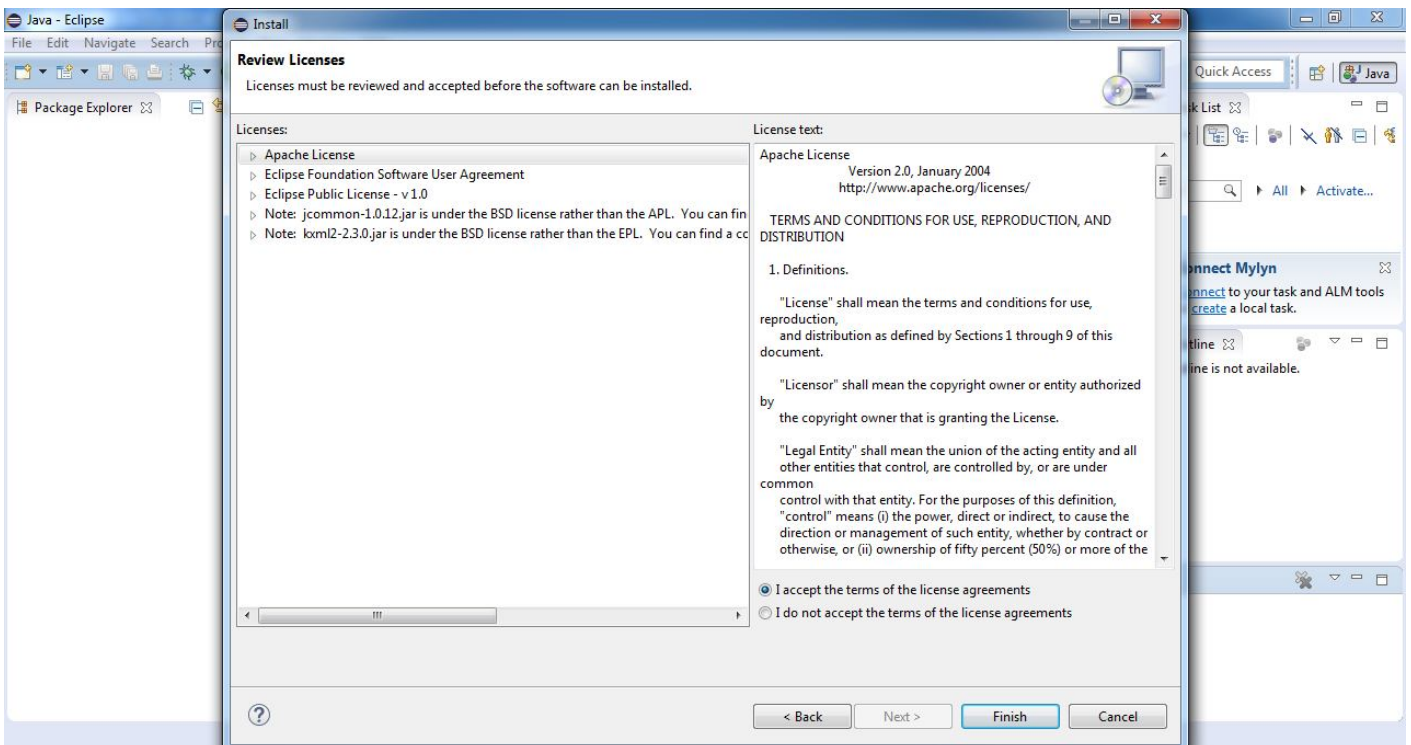 Java - Eclipse
File Edit Navigate Search Pro
Quick Access
Java
Package Explorer
Install
Review Licenses
Licenses must be reviewed and accepted before the software can be installed.
Licenses:
Apache License
Eclipse Foundation Software User Agreement
Eclipse Public License - v 1.0
Note: jcommon-1.0.12.jar is under the BSD license rather than the APL. You can fin
Note: kxml2-2.3.0.jar is under the BSD license rather than the EPL. You can find a cc
License text:
Apache License
Version 2.0, January 2004
http://www.apache.org/licenses/
TERMS AND CONDITIONS FOR USE, REPRODUCTION, AND
DISTRIBUTION
1. Definitions.
"License" shall mean the terms and conditions for use,
reproduction,
and distribution as defined by Sections 1 through 9 of this
document.
"Licensor" shall mean the copyright owner or entity authorized
by
the copyright owner that is granting the License.
"Legal Entity" shall mean the union of the acting entity and all
other entities that control, are controlled by, or are under
common
control with that entity. For the purposes of this definition,
"control" means (i) the power, direct or indirect, to cause the
direction or management of such entity, whether by contract or
otherwise, or (ii) ownership of fifty percent (50%) or more of the
I accept the terms of the license agreements
I do not accept the terms of the license agreements
< Back
Next >
Finish
Cancel
k List
All
Activate...
onnect Mylyn
onnect to your task and ALM tools
create a local task.
tline
ine is not available.